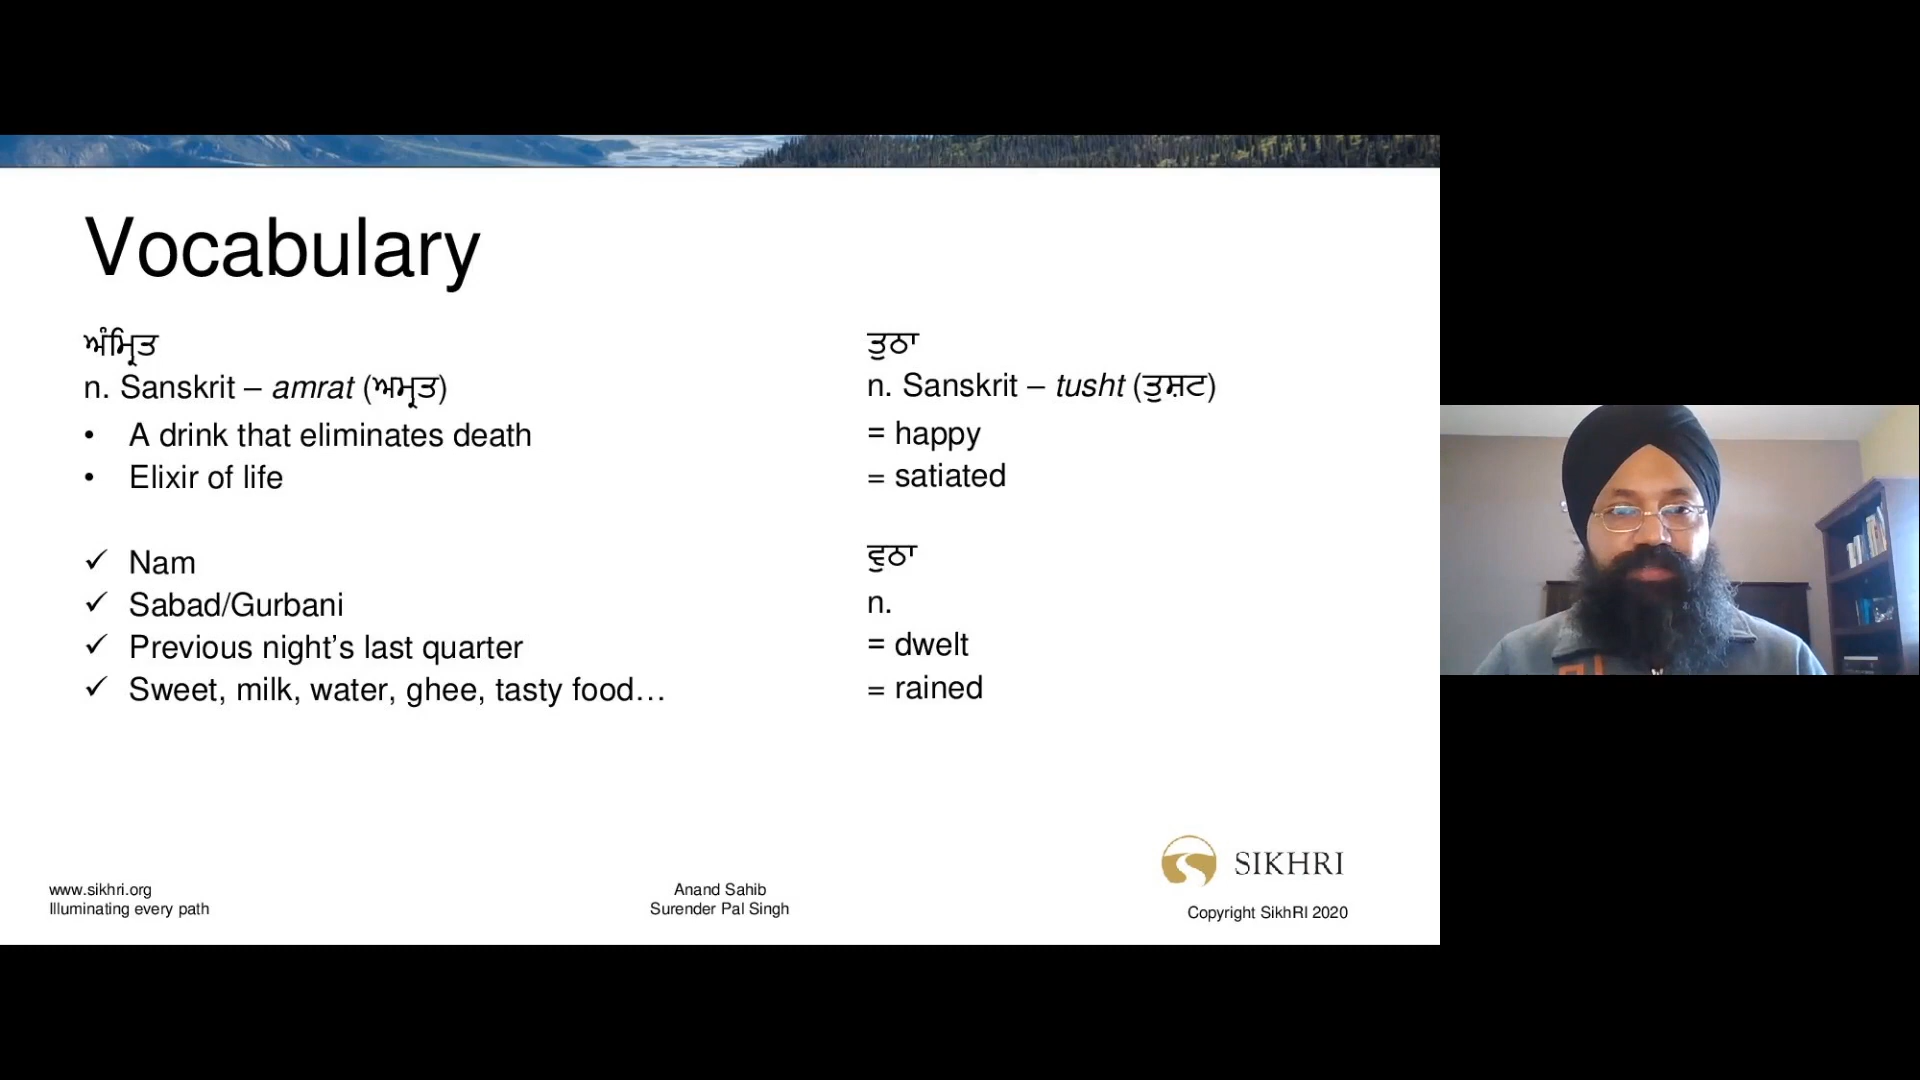 Vocabulary
ਅੰਮ੍ਰਿਤ
n. Sanskrit – amrat (ਅਮ੍ਰਤ)
• A drink that eliminates death
• Elixir of life
✓ Nam
✓ Sabad/Gurbani
✓ Previous night’s last quarter
✓ Sweet, milk, water, ghee, tasty food…
ਤੁਠਾ
n. Sanskrit – tusht (ਤੁਸ਼ਟ)
= happy
= satiated
ਵੁਠਾ
n.
= dwelt
= rained
www.sikhri.org
Illuminating every path
Anand Sahib
Surender Pal Singh
SIKHRI
Copyright SikhRI 2020